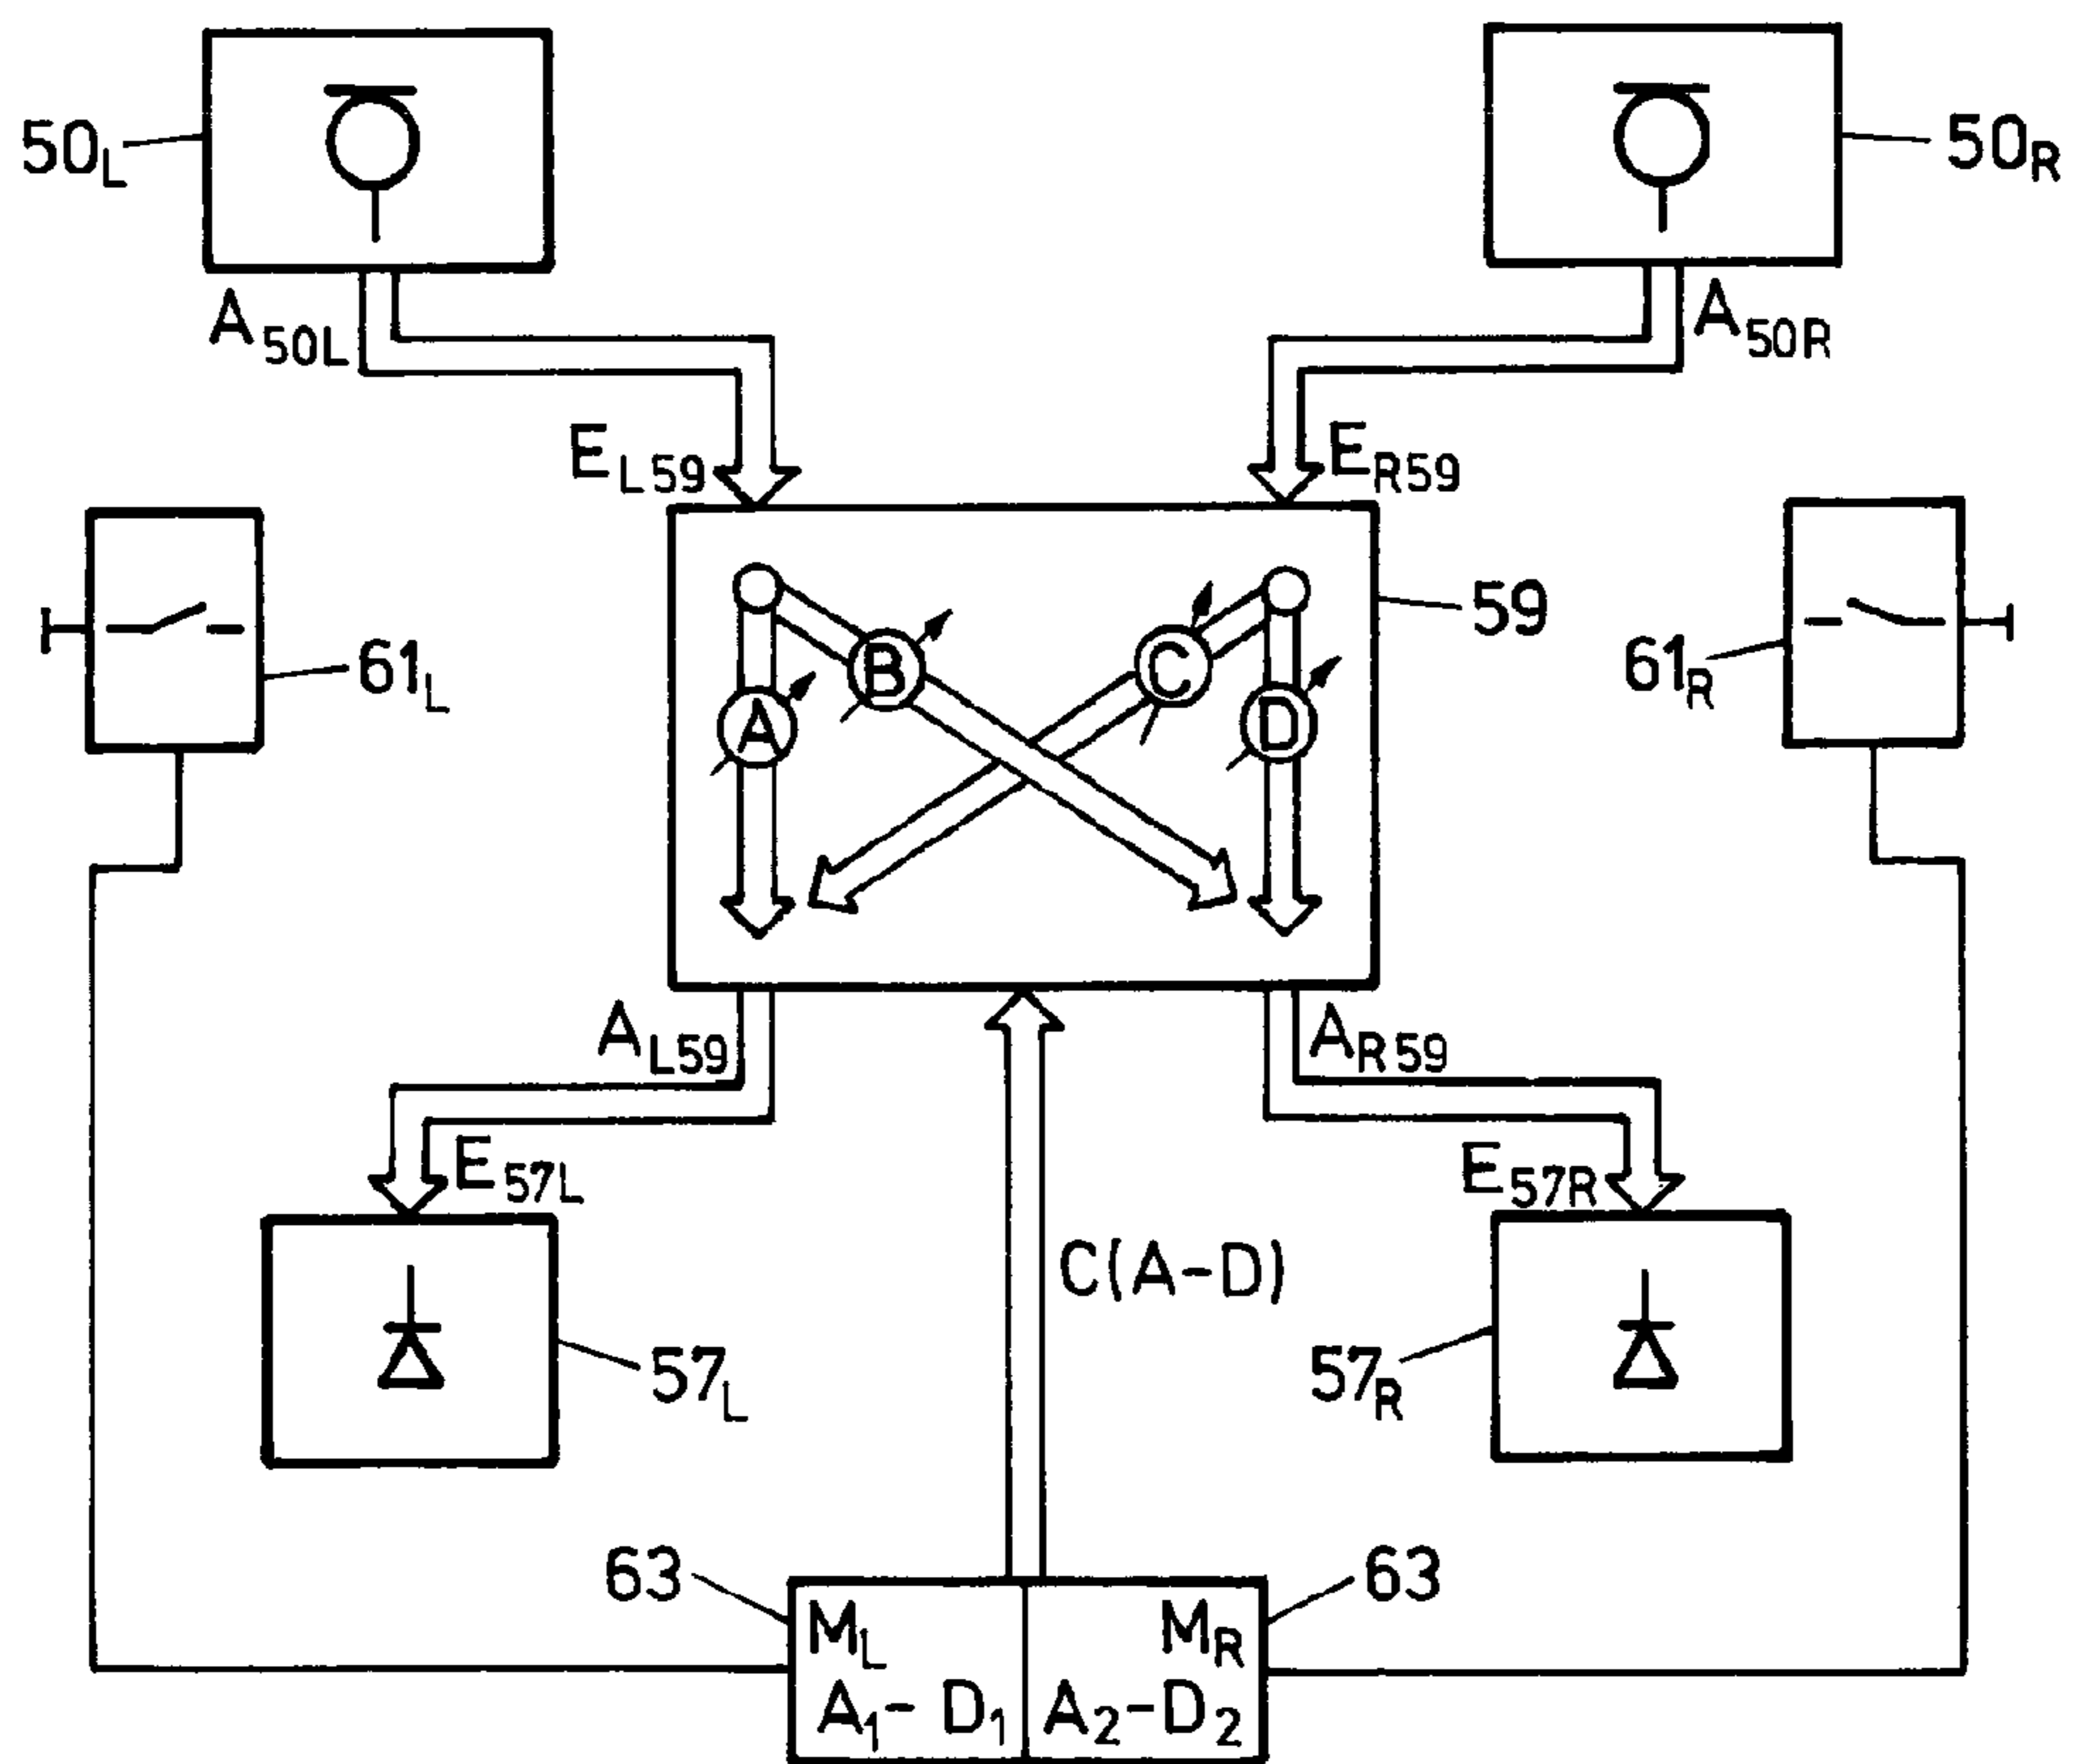 50L
50R
A50L
A50R
EL59
ER59
59
61L
61R
B
C
A
D
AL59
AR59
E57L
E57R
C(A-D)
57L
57R
63
63
ML
MR
A1- D1
A2-D2